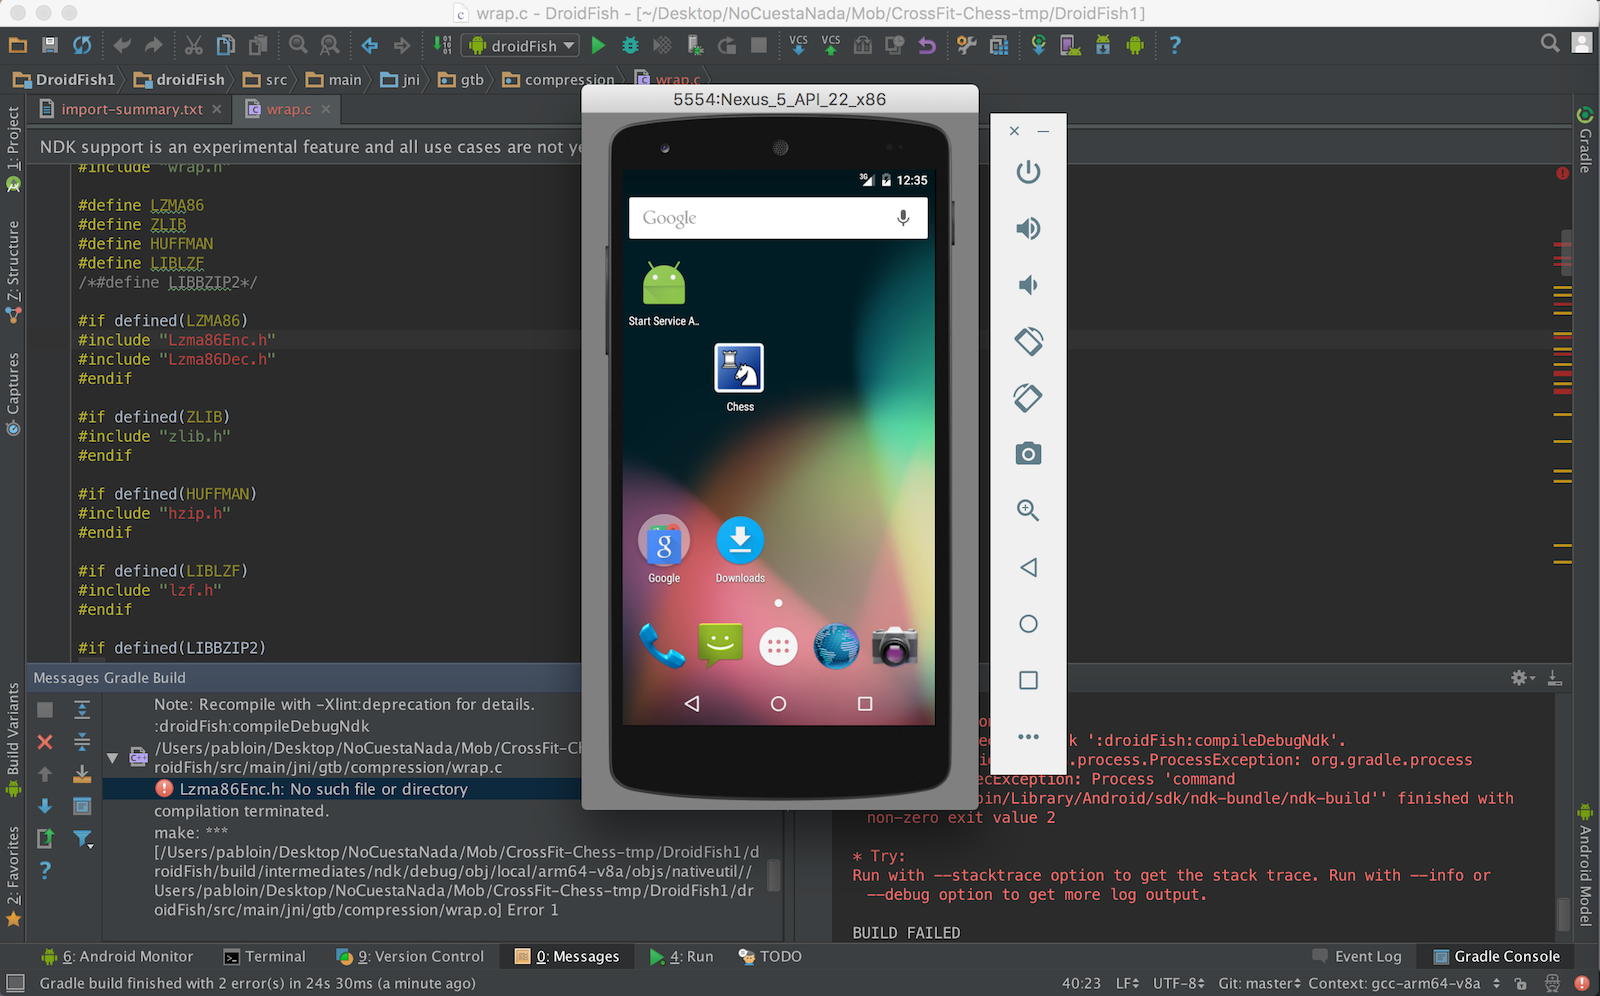 wrap.c - DroidFish - [~/Desktop/NoCuestaNada/Mob/CrossFit-Chess-tmp/DroidFish1]
droidFish
VCS VCS
DroidFish1 droidFish src main jni gtb compression wrap.c
import-summary.txt wrap.c
NDK support is an experimental feature and all use cases are not
#include "wrap.h"
#define LZMA86
#define ZLIB
#define HUFFMAN
#define LIBLZF
/*#define LIBBZIP2*/
#if defined(LZMA86)
#include "Lzma86Enc.h"
#include "Lzma86Dec.h"
#endif
#if defined(ZLIB)
#include "zlib.h"
#endif
#if defined(HUFFMAN)
#include "hzip.h"
#endif
#if defined(LIBLZF)
#include "lzf.h"
#endif
#if defined(LIBBZIP2)
1: Project
7: Structure
Captures
Build Variants
2: Favorites
Gradle
Android Model
5554:Nexus_5_API_22_x86
3G 12:35
Google
Start Service A..
Chess
Google Downloads
Messages Gradle Build
Note: Recompile with -Xlint:deprecation for details.
:droidFish:compileDebugNdk
/Users/pabloin/Desktop/NoCuestaNada/Mob/CrossFit-Ch
roidFish/src/main/jni/gtb/compression/wrap.c
Lzma86Enc.h: No such file or directory
compilation terminated.
make: ***
[/Users/pabloin/Desktop/NoCuestaNada/Mob/CrossFit-Chess-tmp/DroidFish1/d
roidFish/build/intermediates/ndk/debug/obj/local/arm64-v8a/objs/nativeutil//
Users/pabloin/Desktop/NoCuestaNada/Mob/CrossFit-Chess-tmp/DroidFish1/dr
oidFish/src/main/jni/gtb/compression/wrap.o] Error 1
on
k ':droidFish:compileDebugNdk'.
.process.ProcessException: org.gradle.process
ecException: Process 'command
in/Library/Android/sdk/ndk-bundle/ndk-build'' finished with
non-zero exit value 2
* Try:
Run with --stacktrace option to get the stack trace. Run with --info or
--debug option to get more log output.
BUILD FAILED
6: Android Monitor Terminal 9: Version Control 0: Messages 4: Run TODO Event Log Gradle Console
Gradle build finished with 2 error(s) in 24s 30ms (a minute ago) 40:23 LF UTF-8 Git: master Context: gcc-arm64-v8a